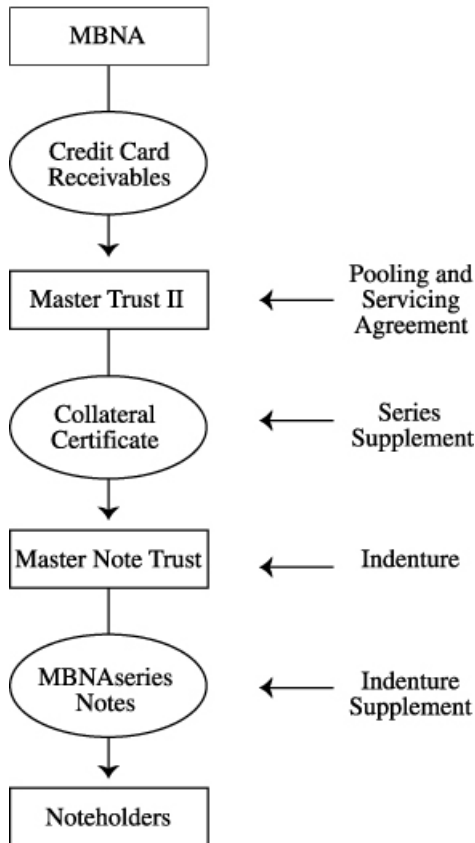 MBNA
Credit Card
Receivables
Master Trust II
Pooling and
Servicing
Agreement
Collateral
Certificate
Series
Supplement
Master Note Trust
Indenture
MBNAseries
Notes
Indenture
Supplement
Noteholders